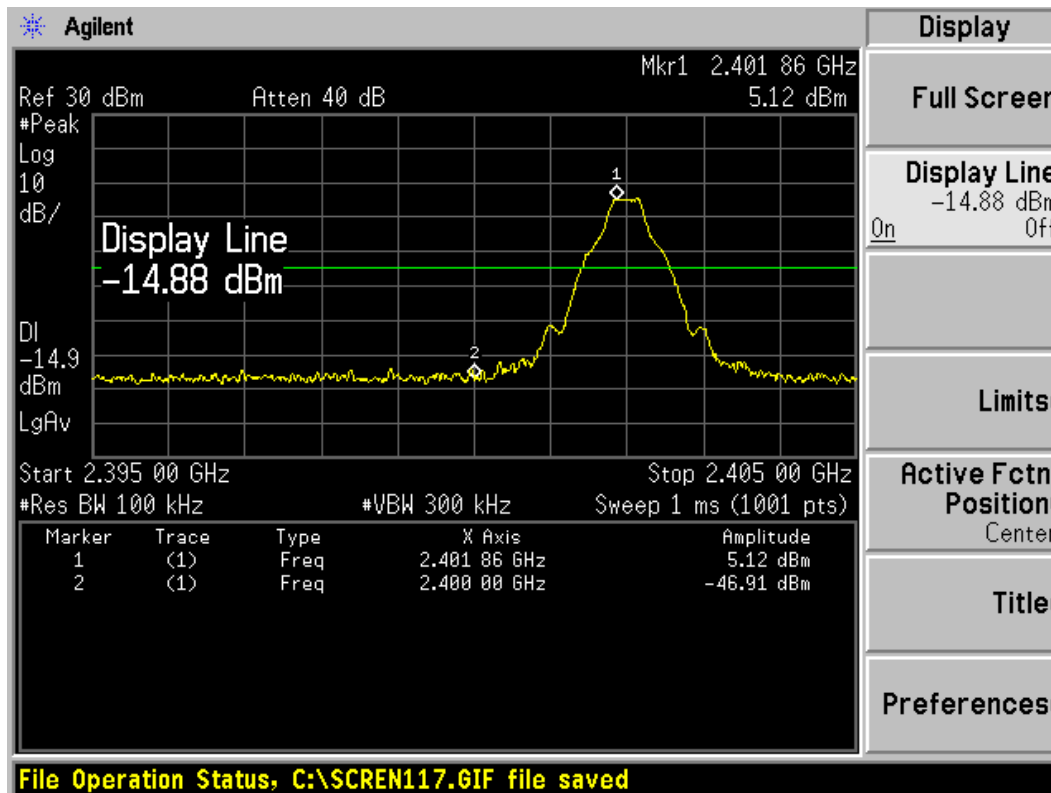 Agilent
Display
Mkr1 2.401 86 GHz
Ref 30 dBm Atten 40 dB 5.12 dBm
#Peak
Log
10
dB/
1
Display Line
-14.88 dBm
DI
-14.9
dBm
2
LgAv
Start 2.395 00 GHz Stop 2.405 00 GHz
#Res BW 100 kHz #VBW 300 kHz Sweep 1 ms (1001 pts)
Marker Trace Type X Axis Amplitude
1 (1) Freq 2.401 86 GHz 5.12 dBm
2 (1) Freq 2.400 00 GHz -46.91 dBm
Full Screen
Display Line
-14.88 dBm
On Off
Limits
Active Fctn
Position
Center
Title
Preferences
File Operation Status, C:\SCREN117.GIF file saved